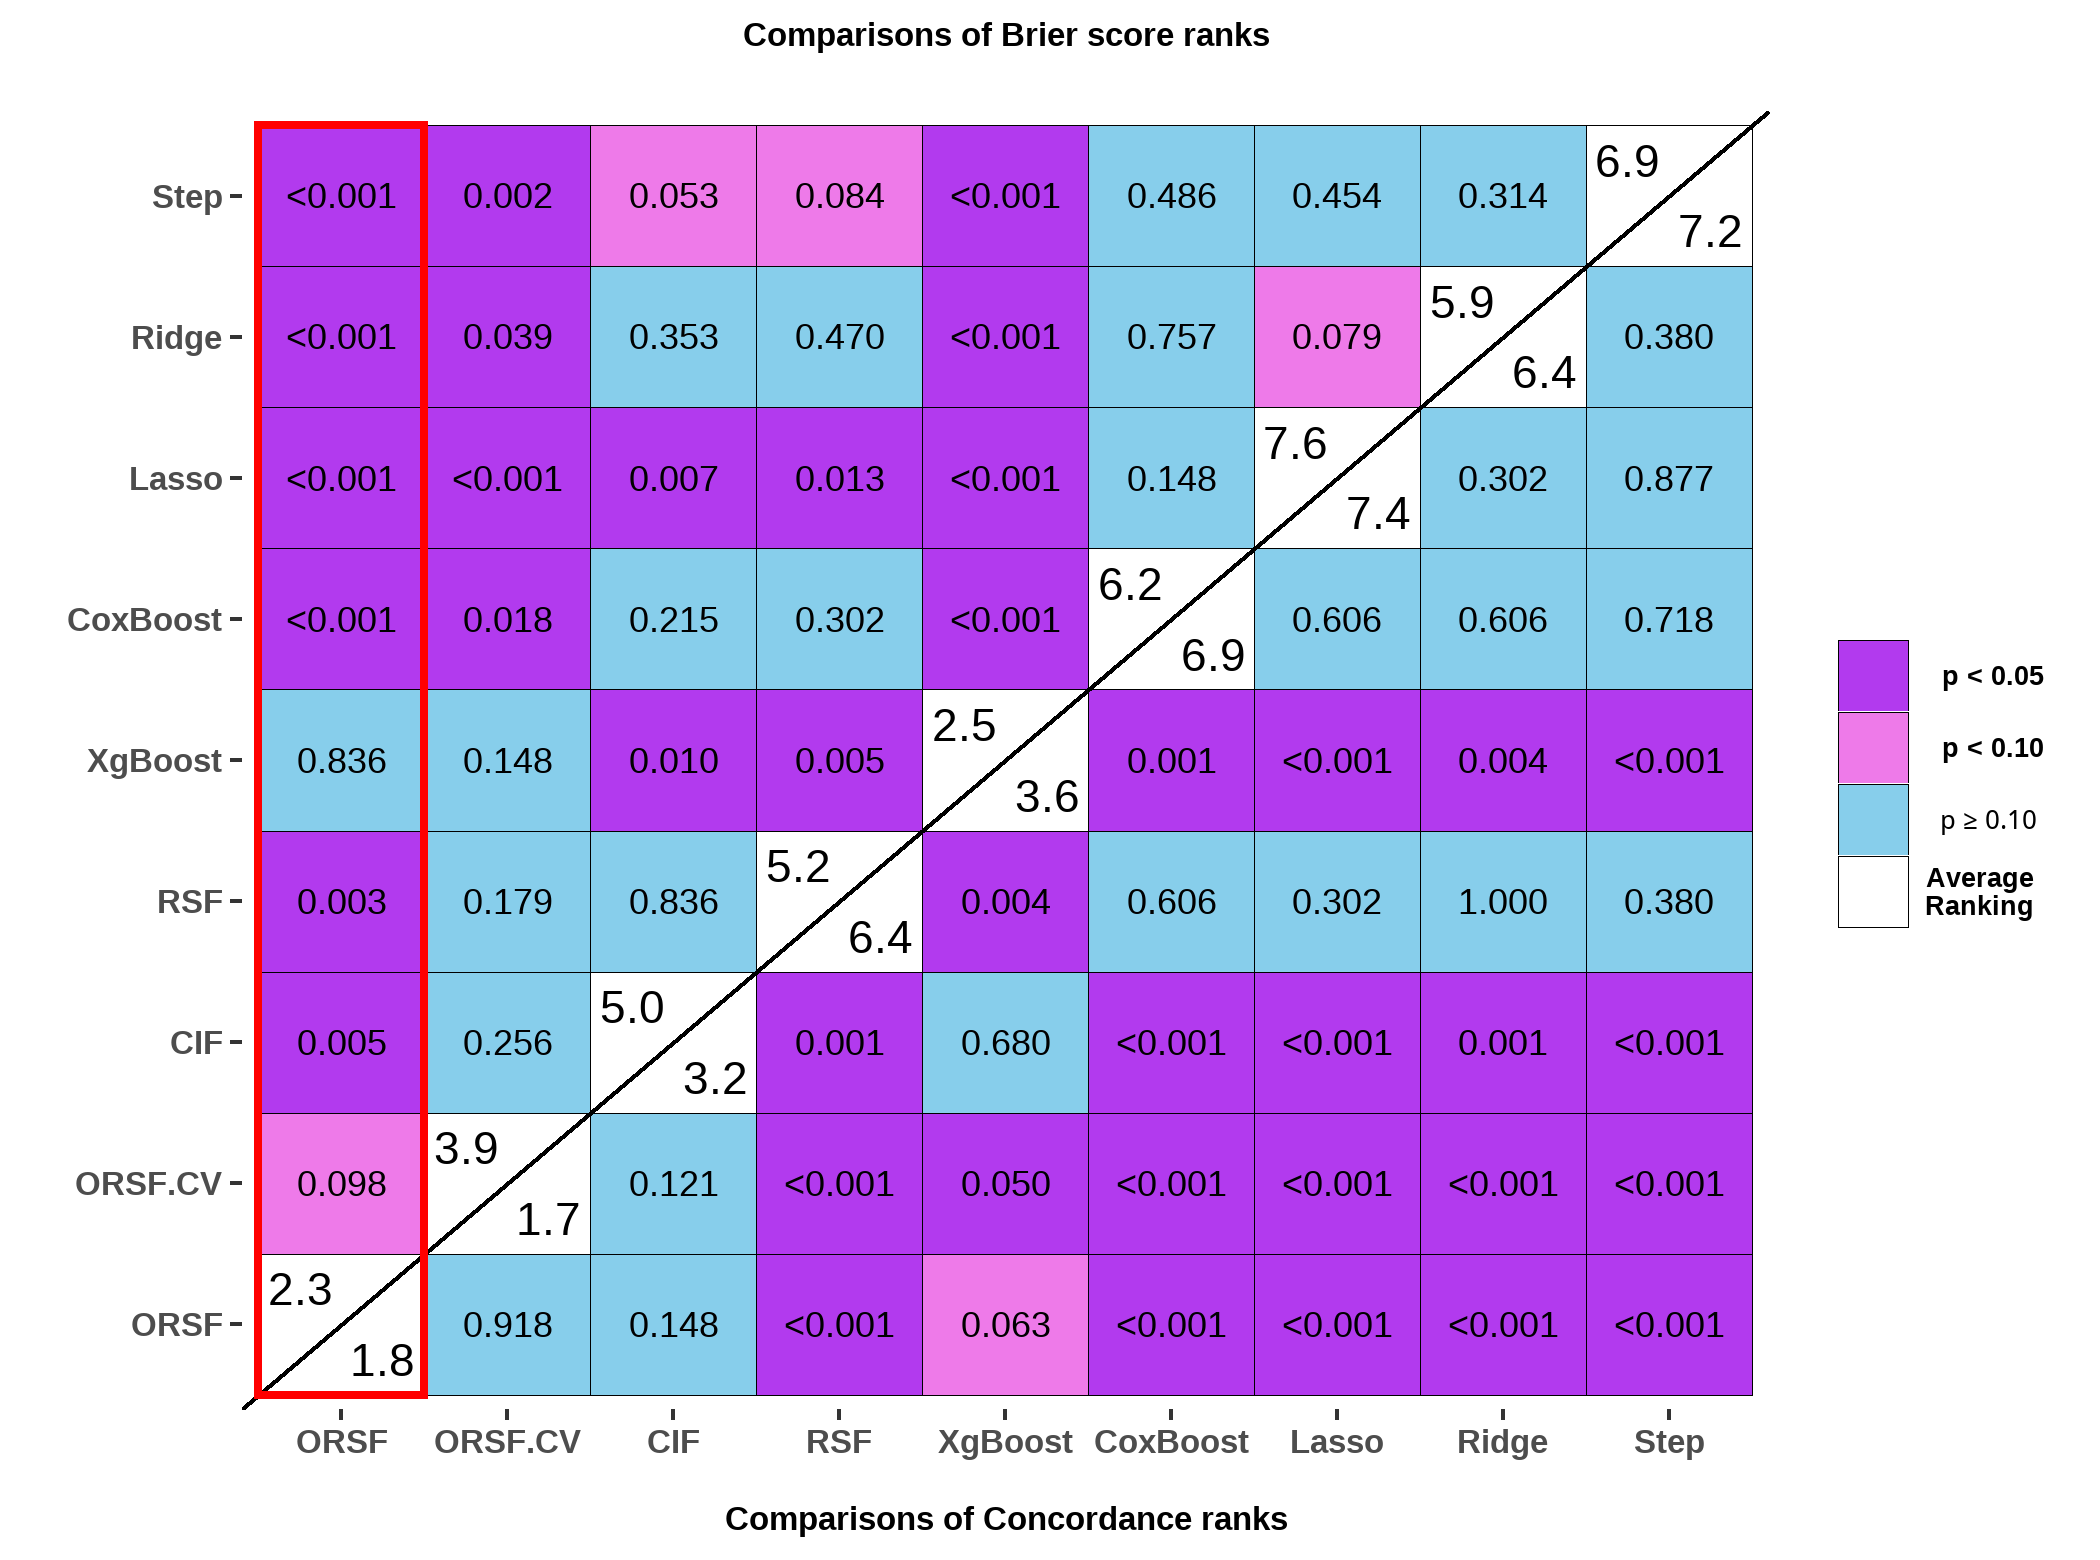 Comparisons of Brier score ranks
Step <0.001 0.002 0.053 0.084 <0.001 0.486 0.454 0.314 6.9 7.2
Ridge <0.001 0.039 0.353 0.470 <0.001 0.757 0.079 5.9 6.4 0.380
Lasso <0.001 <0.001 0.007 0.013 <0.001 0.148 7.6 7.4 0.302 0.877
CoxBoost <0.001 0.018 0.215 0.302 <0.001 6.2 6.9 0.606 0.606 0.718
XgBoost 0.836 0.148 0.010 0.005 2.5 3.6 0.001 <0.001 0.004 <0.001
RSF 0.003 0.179 0.836 5.2 6.4 0.004 0.606 0.302 1.000 0.380
CIF 0.005 0.256 5.0 3.2 0.001 0.680 <0.001 <0.001 0.001 <0.001
ORSF.CV 0.098 3.9 1.7 0.121 <0.001 0.050 <0.001 <0.001 <0.001 <0.001
ORSF 2.3 1.8 0.918 0.148 <0.001 0.063 <0.001 <0.001 <0.001 <0.001
ORSF ORSF.CV CIF RSF XgBoost CoxBoost Lasso Ridge Step
Comparisons of Concordance ranks
p < 0.05
p < 0.10
p ≥ 0.10
Average
Ranking